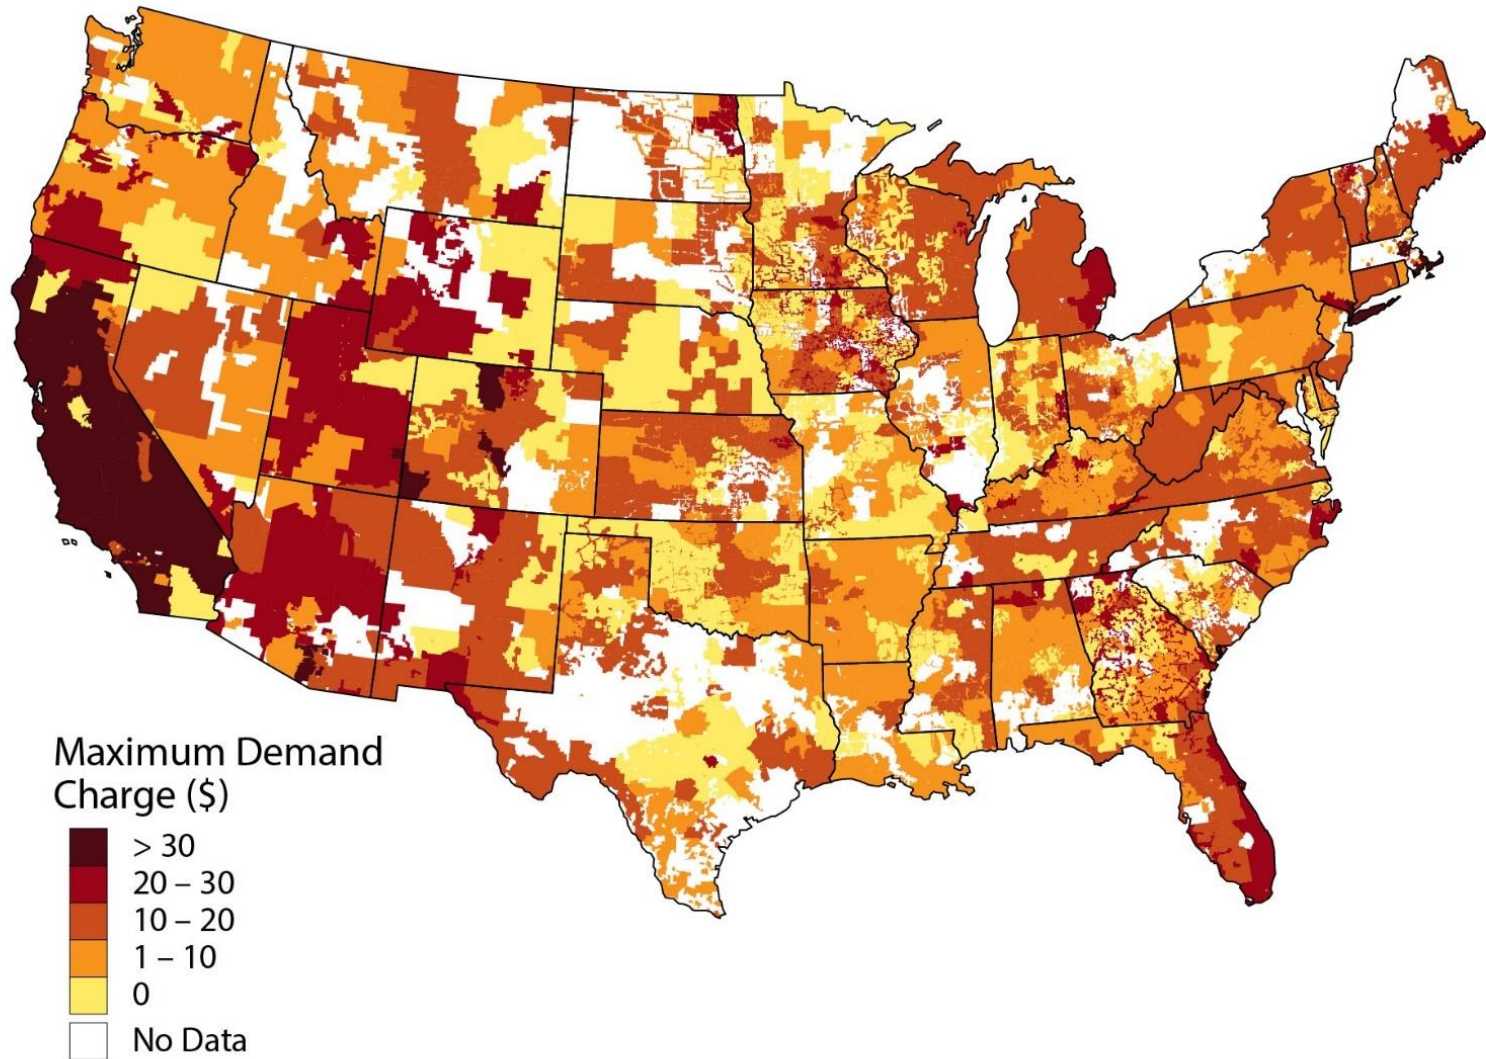 Maximum Demand
Charge ($)
> 30
20 – 30
10 – 20
1 – 10
0
No Data